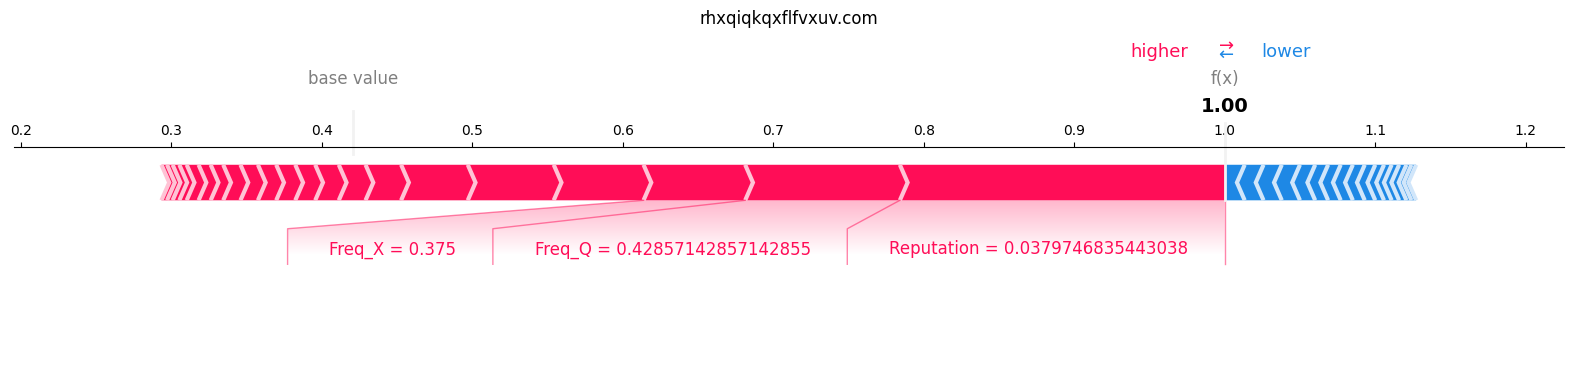 rhxqiqkqxflfvxuv.com
higher ⇄ lower
base value f(x)
1.00
0.2 0.3 0.4 0.5 0.6 0.7 0.8 0.9 1.0 1.1 1.2
Freq_X = 0.375 Freq_Q = 0.42857142857142855 Reputation = 0.0379746835443038